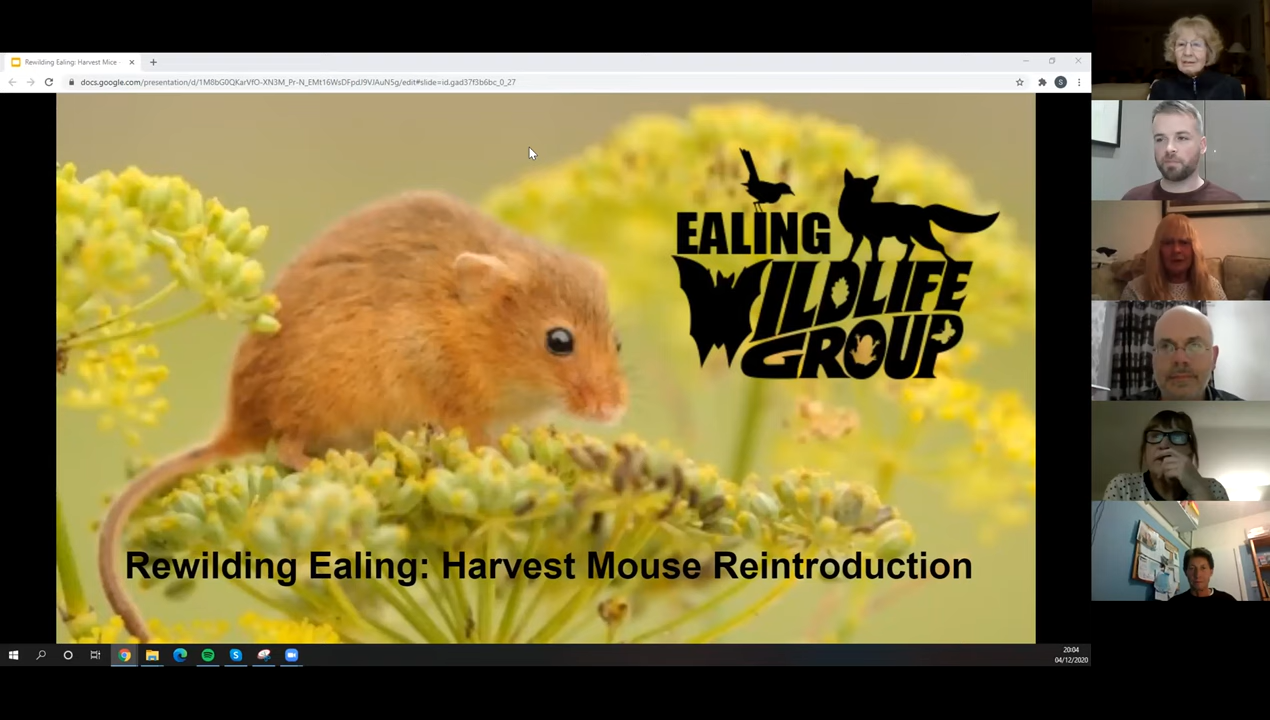 Rewilding Ealing: Harvest Mice -
docs.google.com/presentation/d/1M8bG0QKarVfO-XN3M_Pr-N_EMt16WsDFpdJ9VJAuN5g/edit#slide=id.gad37f3b6bc_0_27
S
EALING
WILDLIFE
GROUP
Rewilding Ealing: Harvest Mouse Reintroduction
20:04
04/12/2020